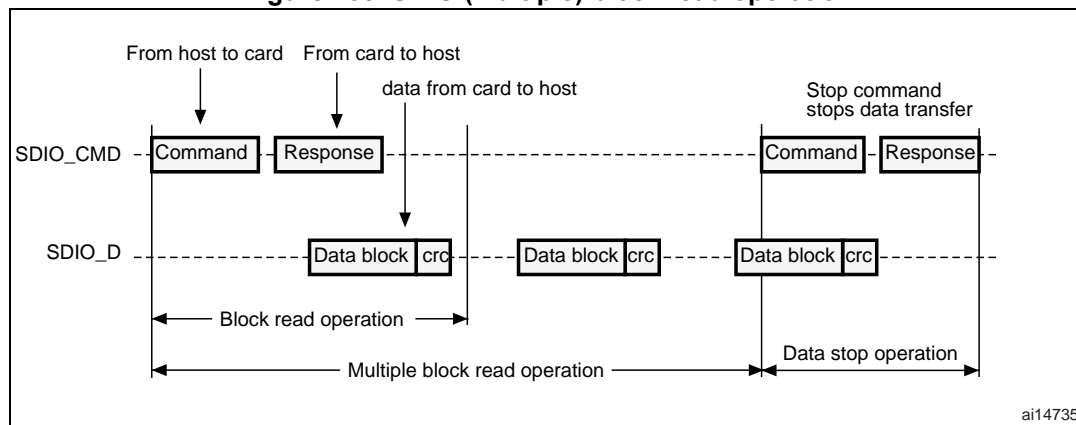 From host to card From card to host
data from card to host
Stop command
stops data transfer
SDIO_CMD Command Response Command Response
SDIO_D Data block crc Data block crc Data block crc
Block read operation
Data stop operation
Multiple block read operation
ai14735